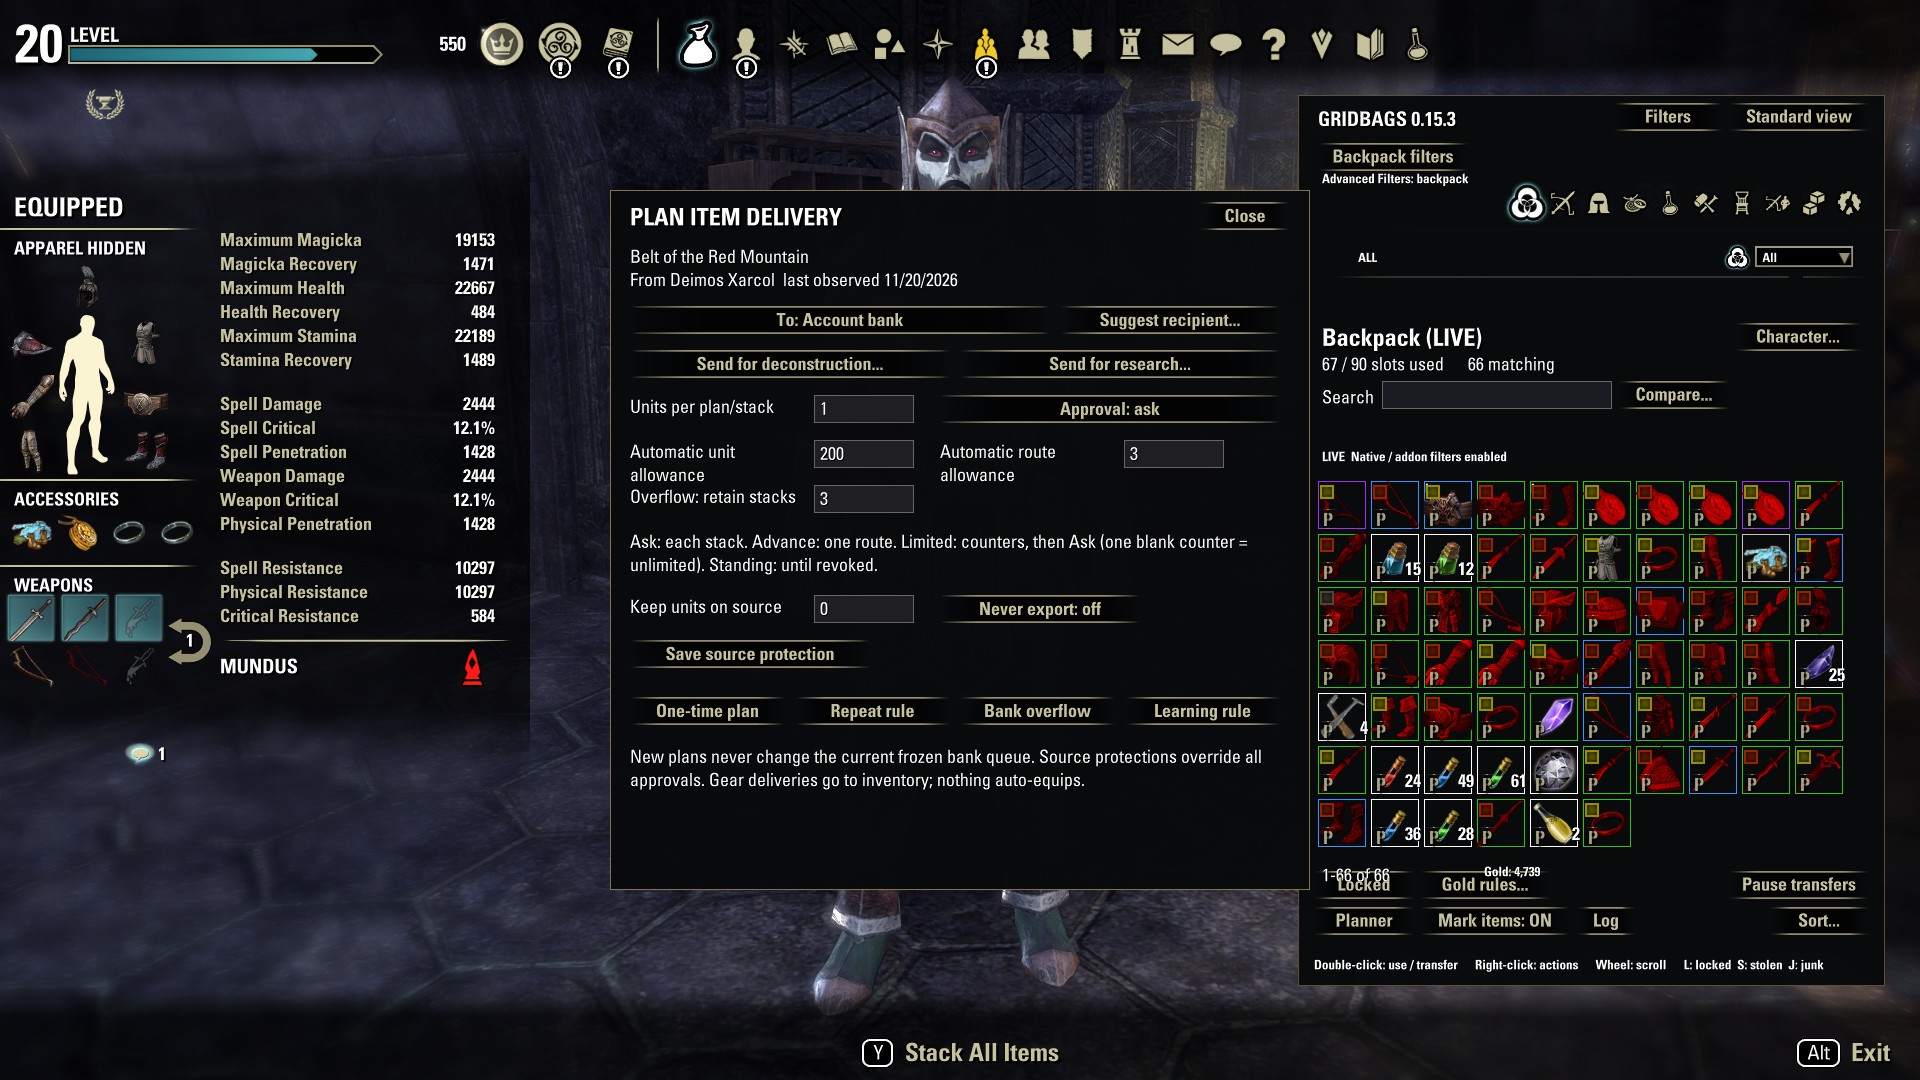 20 LEVEL
550
EQUIPPED
APPAREL HIDDEN
Maximum Magicka 19153
Magicka Recovery 1471
Maximum Health 22667
Health Recovery 484
Maximum Stamina 22189
Stamina Recovery 1489
Spell Damage 2444
Spell Critical 12.1%
Spell Penetration 1428
Weapon Damage 2444
Weapon Critical 12.1%
Physical Penetration 1428
Spell Resistance 10297
Physical Resistance 10297
Critical Resistance 584
ACCESSORIES
WEAPONS
1
MUNDUS
1
PLAN ITEM DELIVERY
Close
Belt of the Red Mountain
From Deimos Xarcol last observed 11/20/2026
To: Account bank
Suggest recipient...
Send for deconstruction...
Send for research...
Units per plan/stack 1
Approval: ask
Automatic unit allowance 200
Automatic route allowance 3
Overflow: retain stacks 3
Ask: each stack. Advance: one route. Limited: counters, then Ask (one blank counter =
unlimited). Standing: until revoked.
Keep units on source 0
Never export: off
Save source protection
One-time plan
Repeat rule
Bank overflow
Learning rule
New plans never change the current frozen bank queue. Source protections override all
approvals. Gear deliveries go to inventory; nothing auto-equips.
GRIDBAGS 0.15.3
Filters
Standard view
Backpack filters
Advanced Filters: backpack
ALL
All
Backpack (LIVE)
Character...
67 / 90 slots used 66 matching
Search
Compare...
LIVE Native / addon filters enabled
P P P P P P P P P P
P P 15 P 12 P P P P P P P
P P P P P P P P P P
P P P P P P P P P P 25
P 4 P P P P P P P P P
P P 24 P 49 P 61 P P P P P P
P P 36 P 28 P P 2 P
1-66 of 66
Gold: 4,739
Locked
Gold rules...
Pause transfers
Planner
Mark items: ON
Log
Sort...
Double-click: use / transfer Right-click: actions Wheel: scroll L: locked S: stolen J: junk
Y Stack All Items
Alt Exit